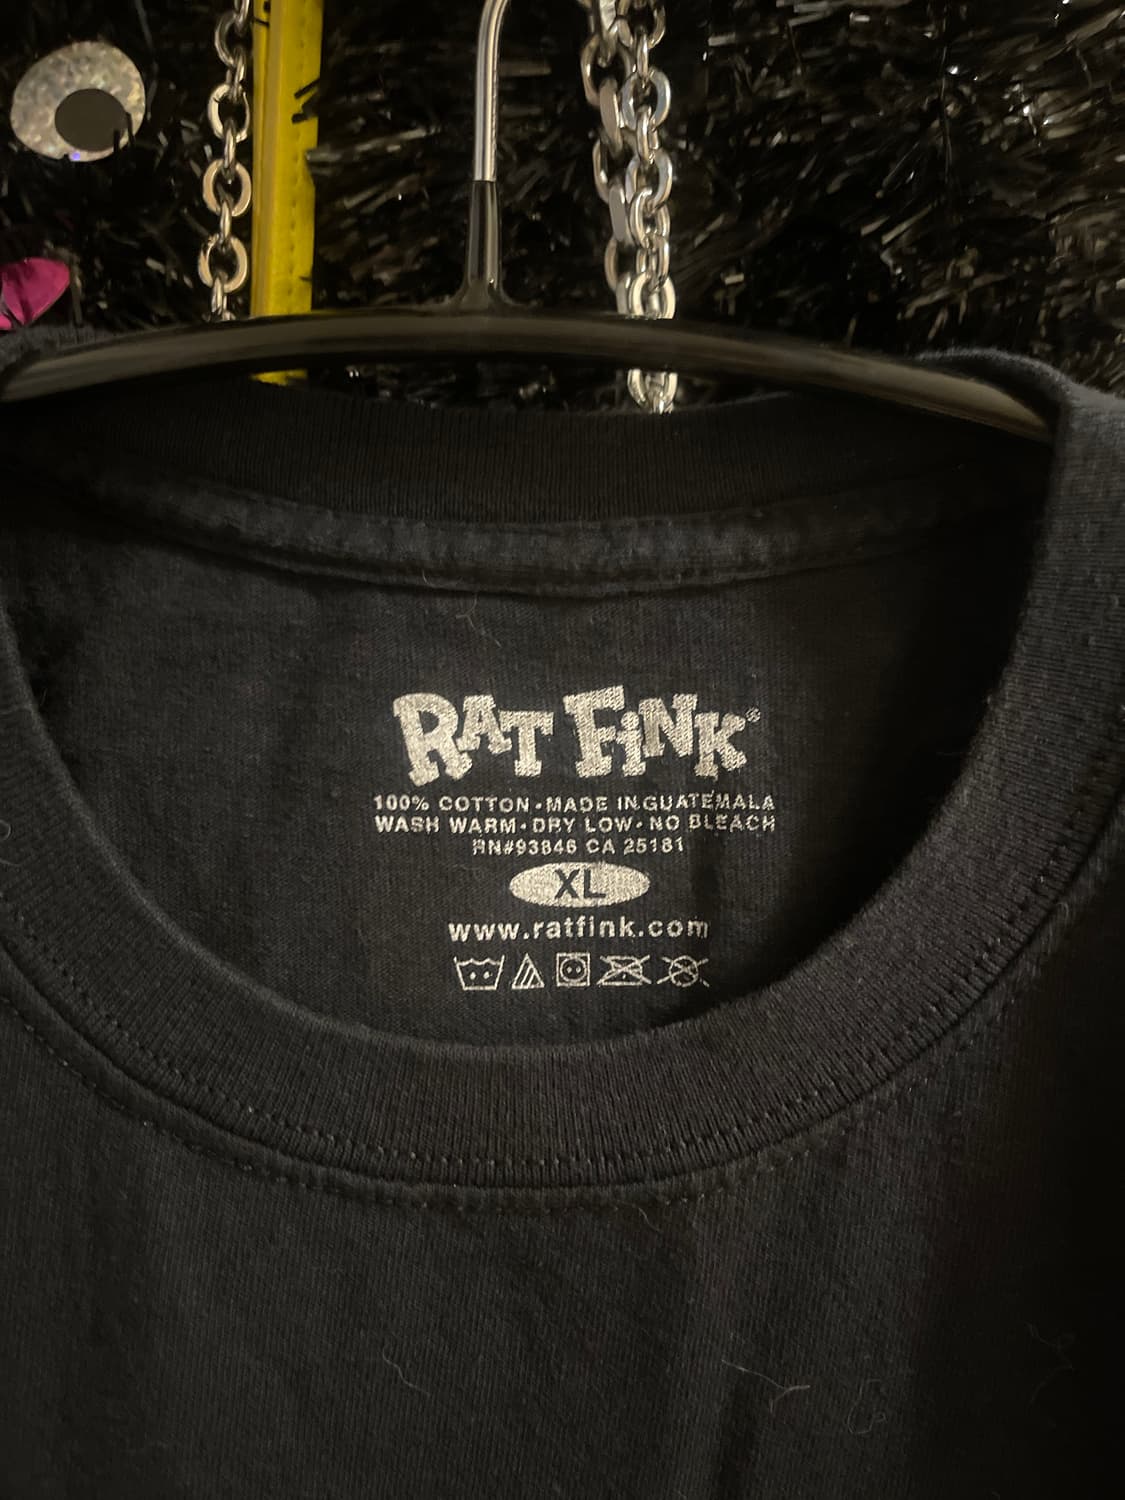 RAT FiNK®
100% COTTON • MADE IN GUATEMALA
WASH WARM • DRY LOW • NO BLEACH
RN#93846 CA 25181
XL
www.ratfink.com